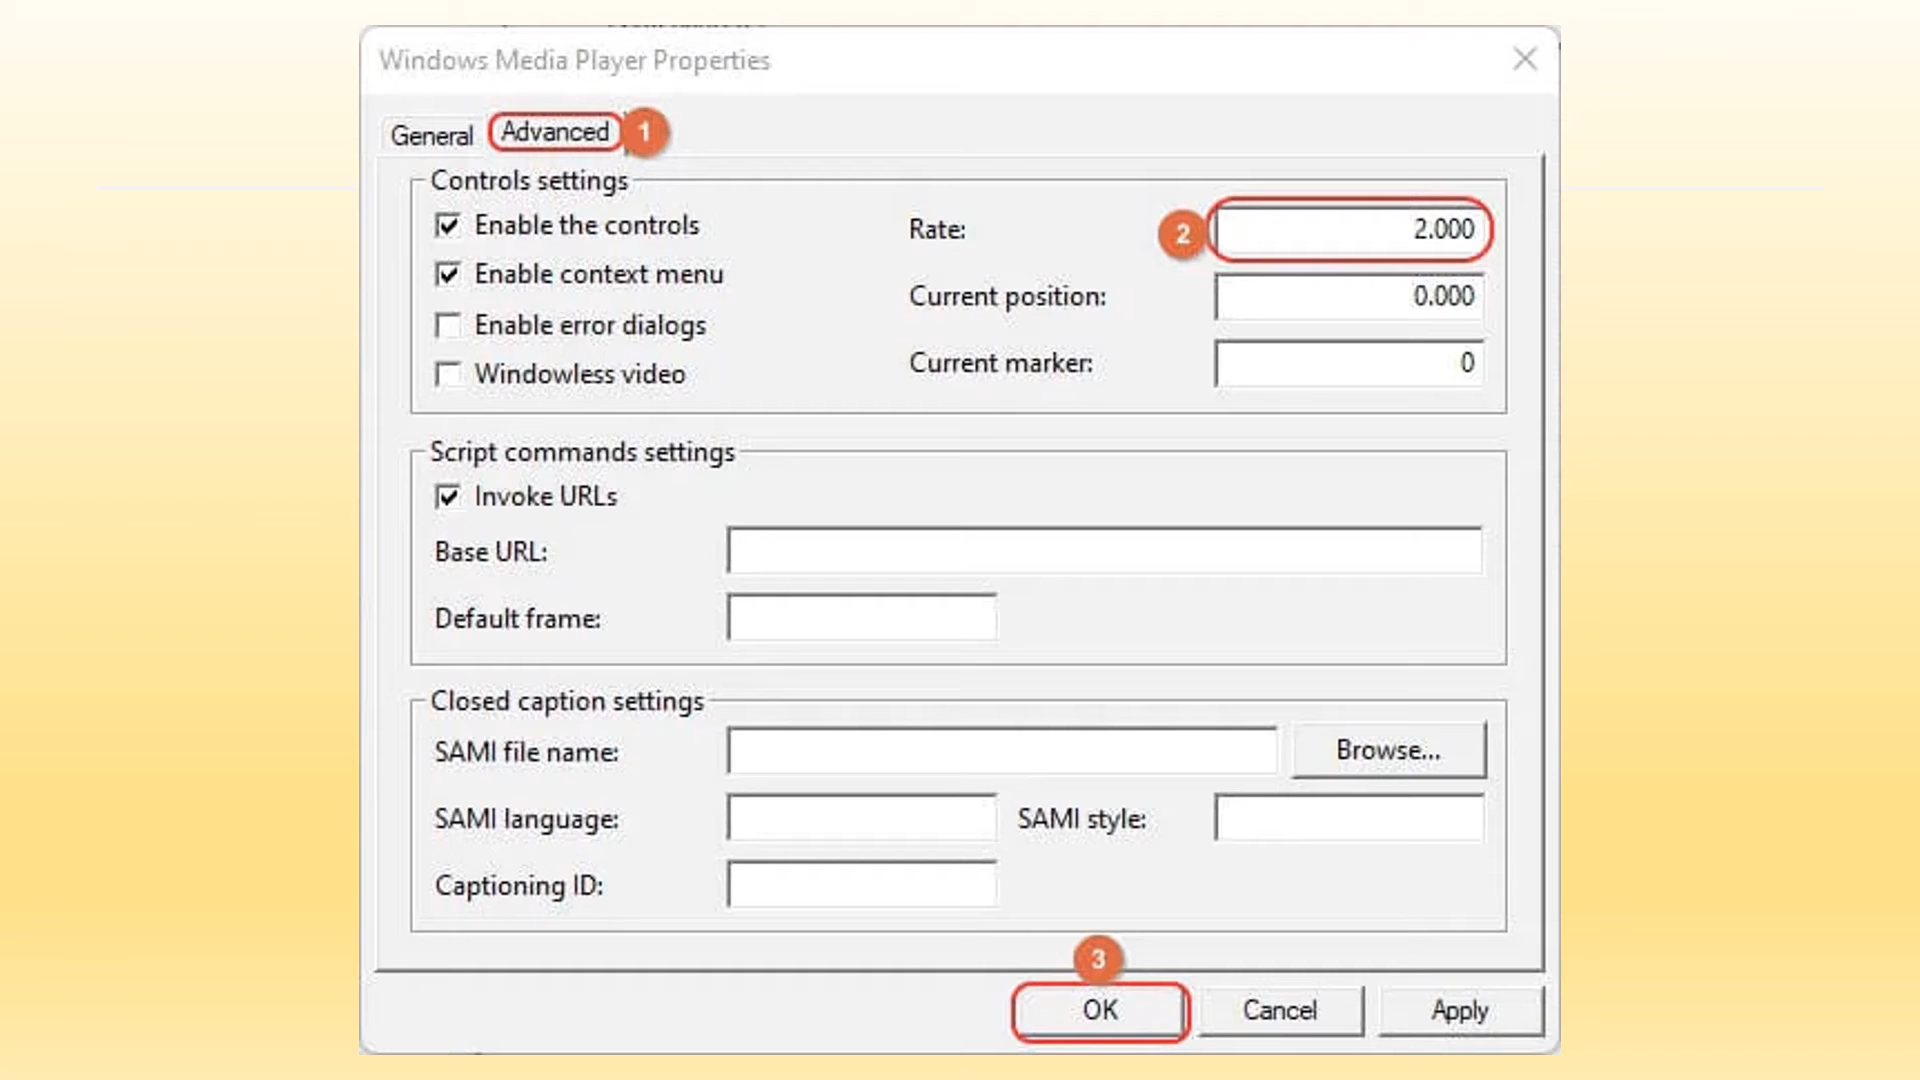 Windows Media Player Properties
General Advanced 1
Controls settings
Enable the controls
Enable context menu
Enable error dialogs
Windowless video
Rate: 2 2.000
Current position: 0.000
Current marker: 0
Script commands settings
Invoke URLs
Base URL:
Default frame:
Closed caption settings
SAMI file name: Browse...
SAMI language: SAMI style:
Captioning ID:
3
OK Cancel Apply